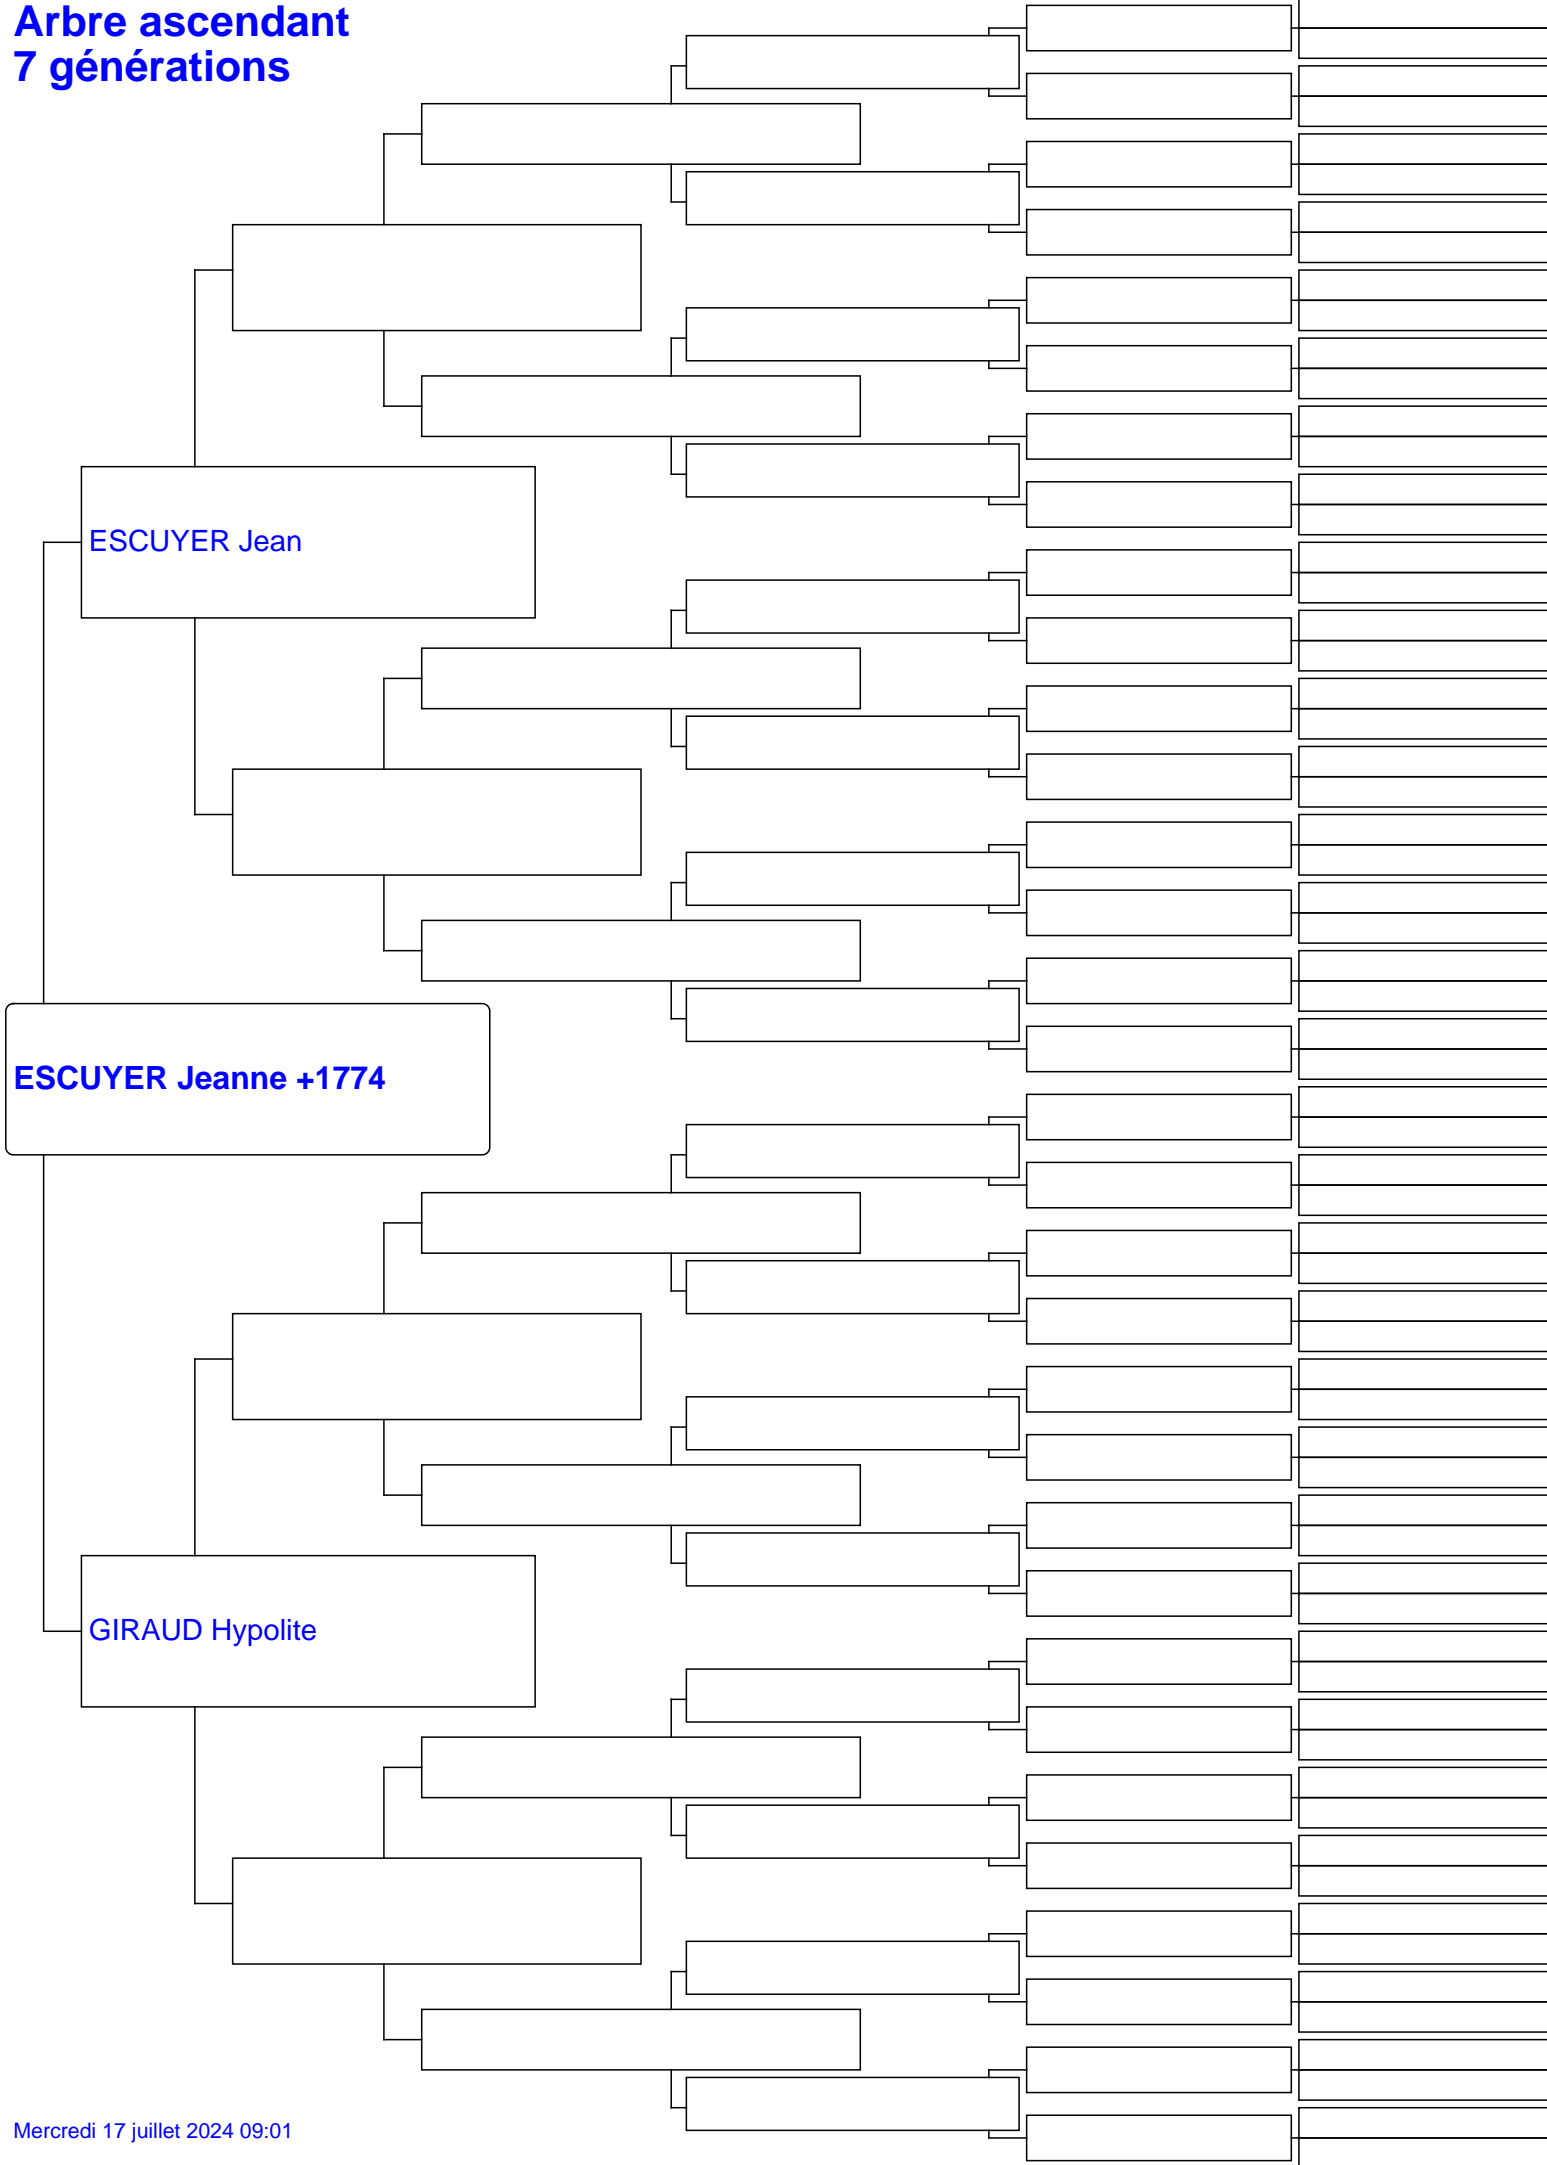 Arbre ascendant
7 générations
ESCUYER Jean
ESCUYER Jeanne +1774
GIRAUD Hypolite
Mercredi 17 juillet 2024 09:01